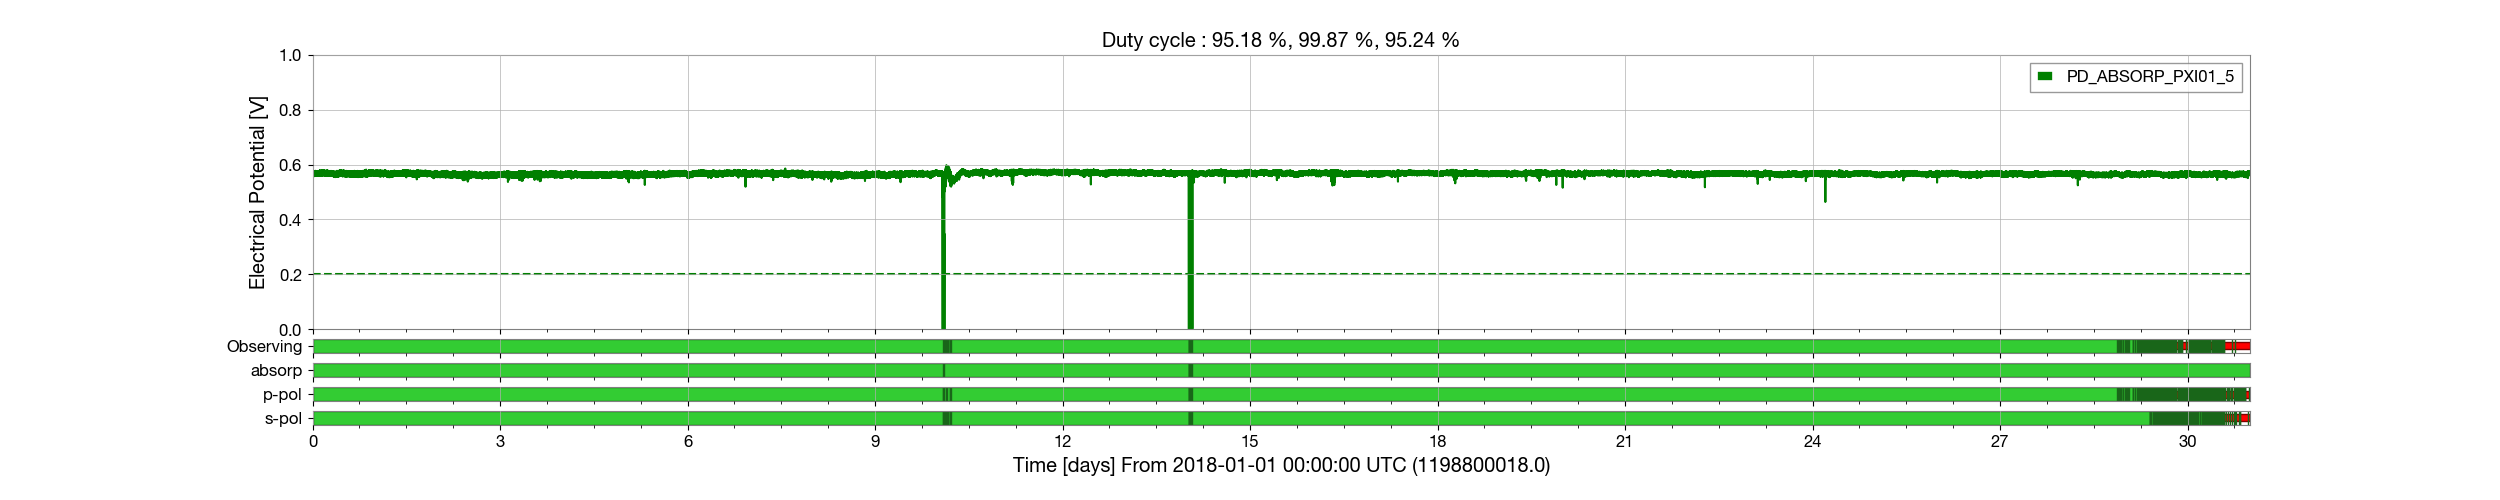 Duty cycle : 95.18 %, 99.87 %, 95.24 %
1.0
0.8
0.6
0.4
0.2
0.0
Electrical Potential [V]
PD_ABSORP_PXI01_5
Observing
absorp
p-pol
s-pol
0 3 6 9 12 15 18 21 24 27 30
Time [days] From 2018-01-01 00:00:00 UTC (1198800018.0)